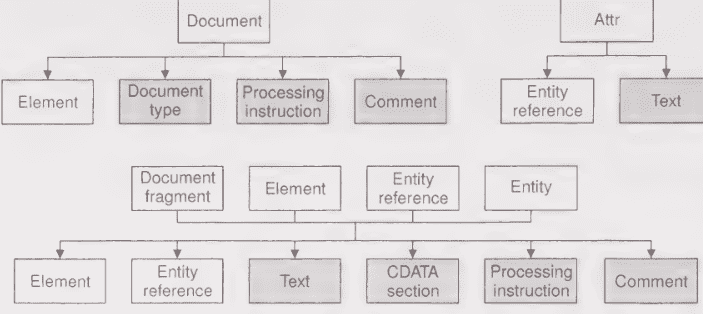 Document
Attr
Element
Document
type
Processing
instruction
Comment
Entity
reference
Text
Document
fragment
Element
Entity
reference
Entity
Element
Entity
reference
Text
CDATA
section
Processing
instruction
Comment